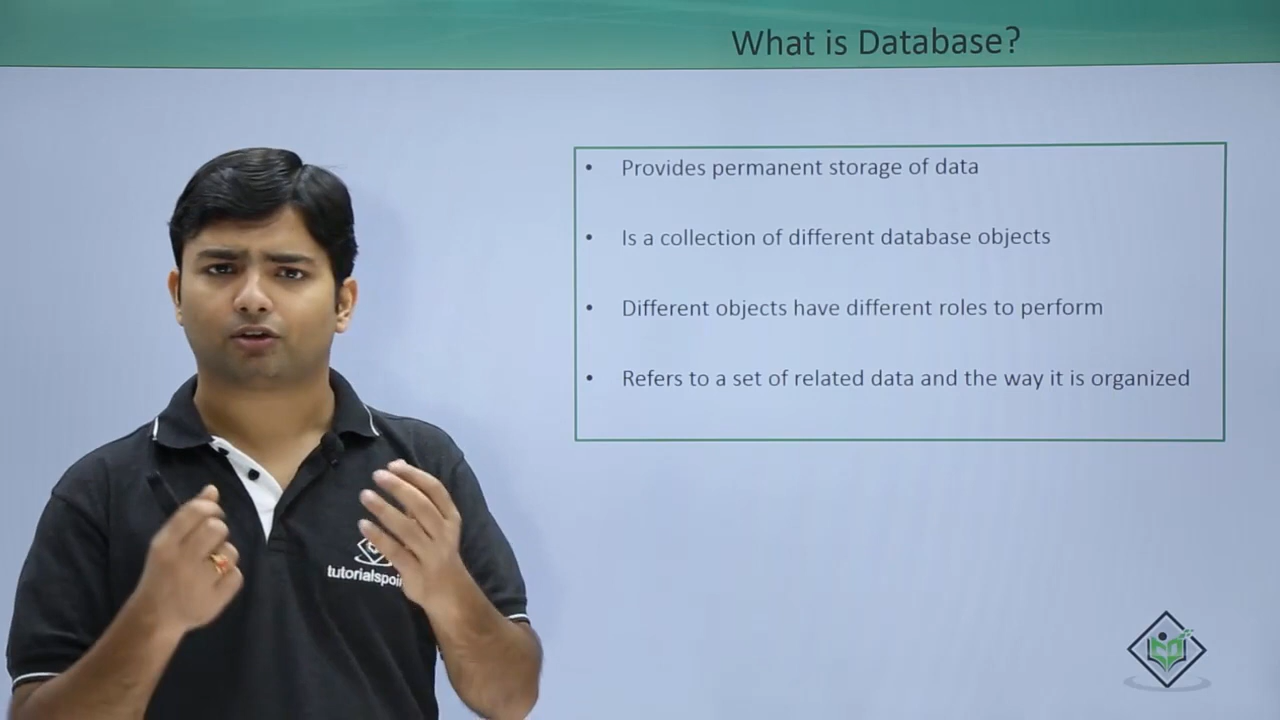 What is Database?
• Provides permanent storage of data
• Is a collection of different database objects
• Different objects have different roles to perform
• Refers to a set of related data and the way it is organized
tutorialspoi